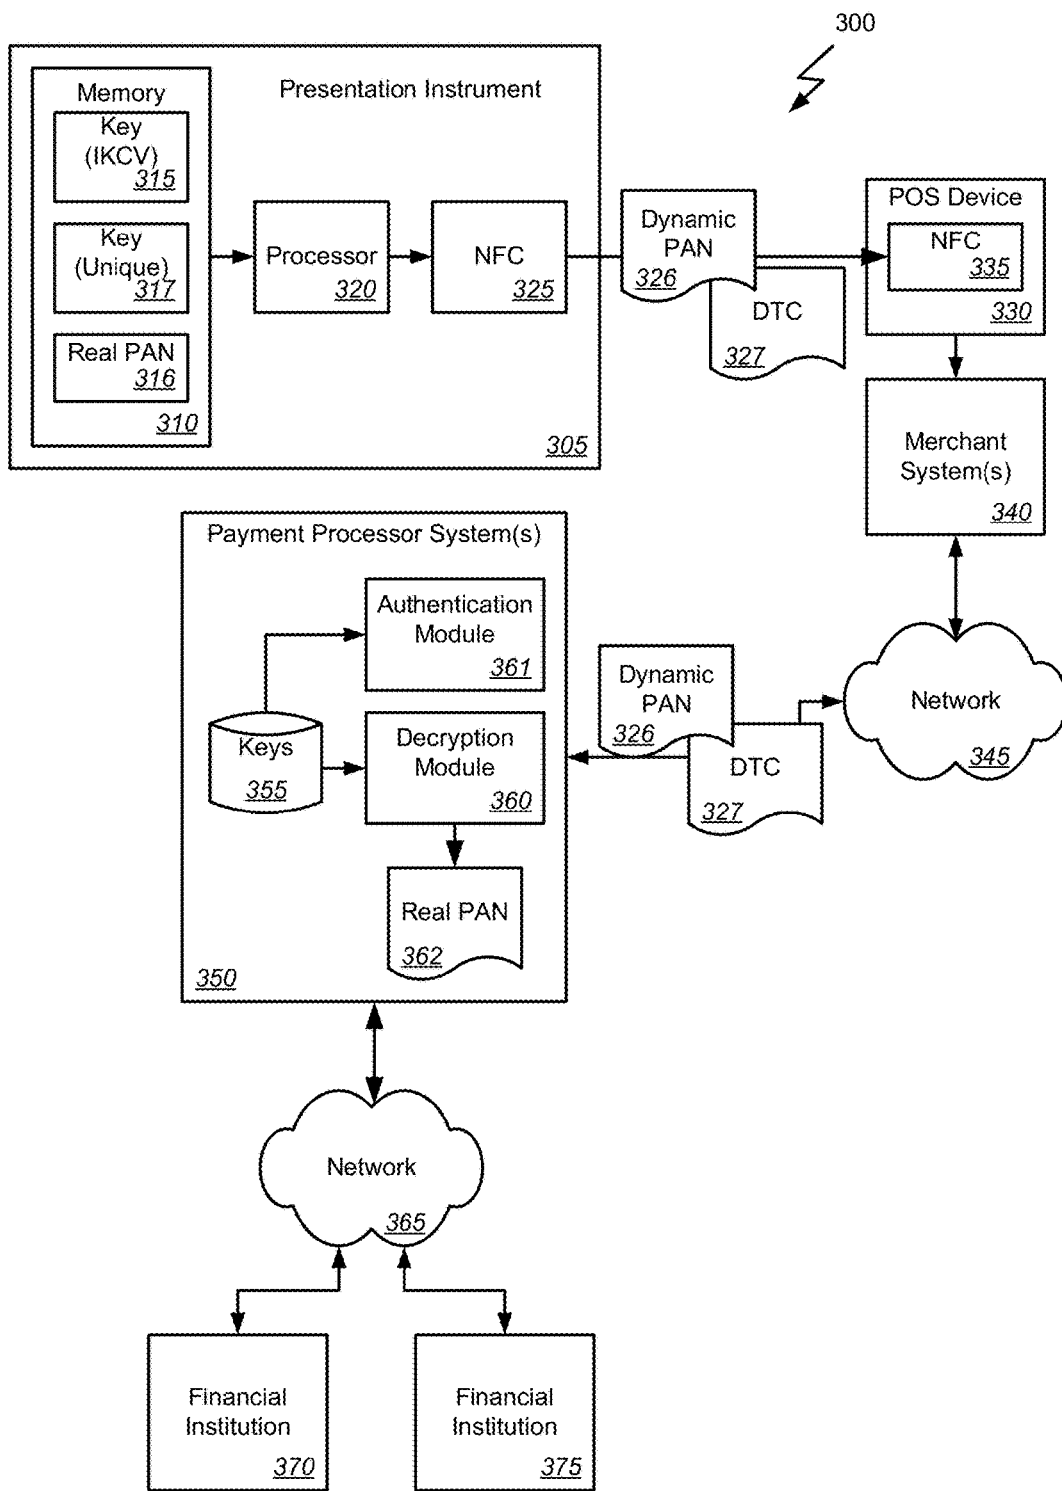 300
Presentation Instrument
Memory
Key
(IKCV)
315
Key
(Unique)
317
Real PAN
316
310
Processor
320
NFC
325
305
Dynamic
PAN
326
DTC
327
POS Device
NFC
335
330
Merchant
System(s)
340
Network
345
Dynamic
PAN
326
DTC
327
Payment Processor System(s)
Authentication
Module
361
Keys
355
Decryption
Module
360
Real PAN
362
350
Network
365
Financial
Institution
370
Financial
Institution
375